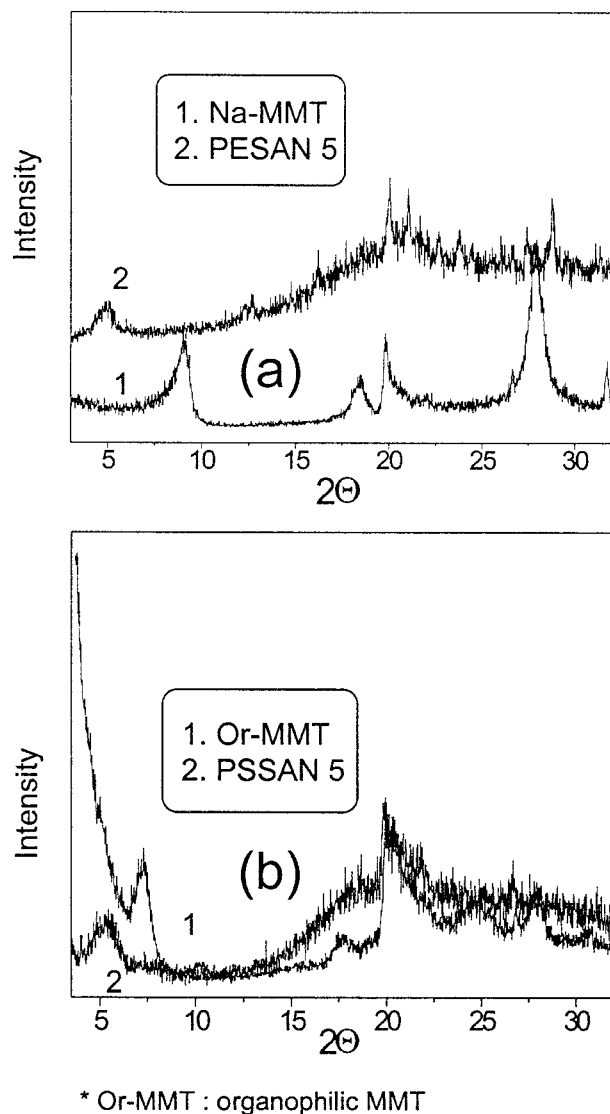 Intensity
1. Na-MMT
2. PESAN 5
2
1
(a)
5 10 15 20 25 30
2Θ
Intensity
1. Or-MMT
2. PSSAN 5
(b)
1
2
5 10 15 20 25 30
2Θ
* Or-MMT : organophilic MMT